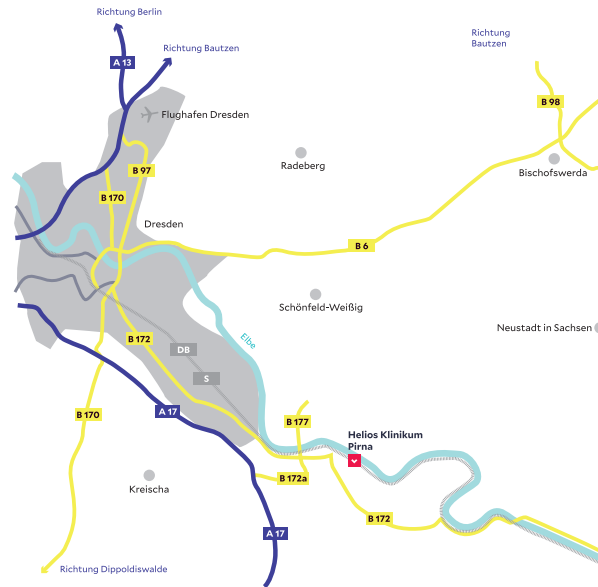 Richtung Berlin
Richtung
Bautzen
Richtung Bautzen
A 13
B 98
Flughafen Dresden
Radeberg
B 97
Bischofswerda
B 170
Dresden
B 6
Schönfeld-Weißig
Neustadt in Sachsen
B 172
Elbe
DB
S
A 17
B 170
B 177
Helios Klinikum
Pirna
B 172a
Kreischa
B 172
A 17
Richtung Dippoldiswalde